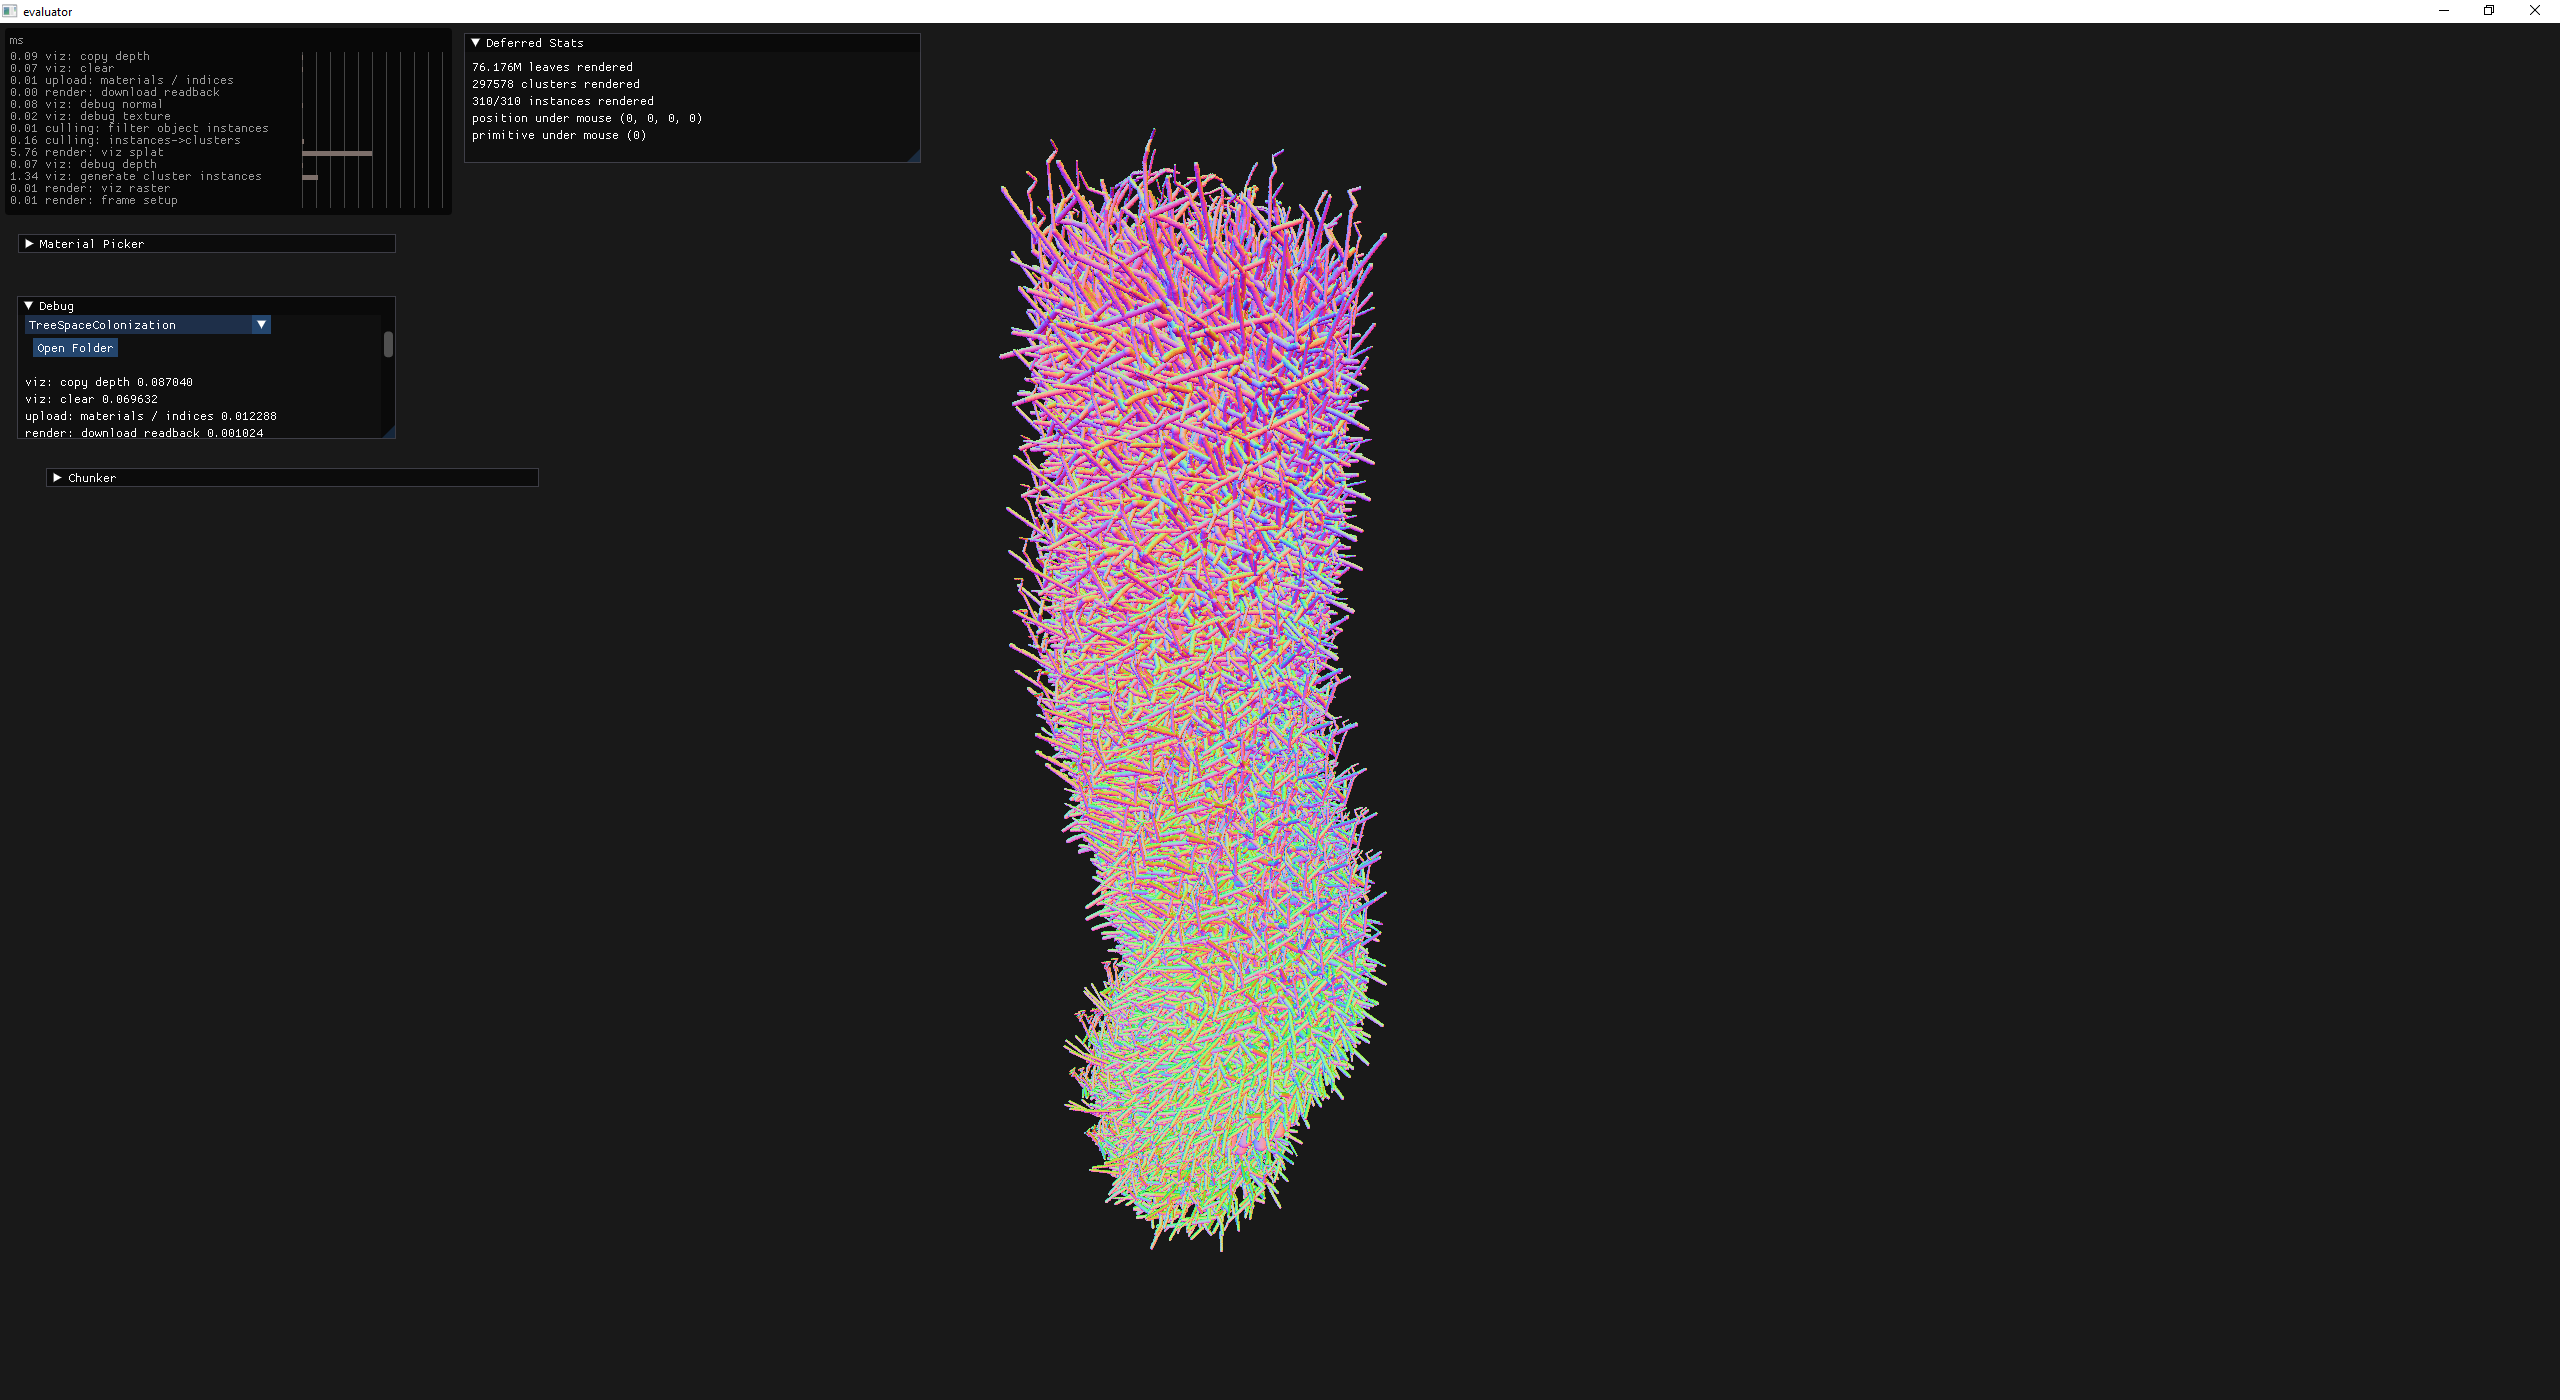 evaluator
ms
0.09 viz: copy depth
0.07 viz: clear
0.01 upload: materials / indices
0.00 render: download readback
0.08 viz: debug normal
0.02 viz: debug texture
0.01 culling: filter object instances
0.16 culling: instances->clusters
5.76 render: viz splat
0.07 viz: debug depth
1.34 viz: generate cluster instances
0.01 render: viz raster
0.01 render: frame setup
Deferred Stats
76.176M leaves rendered
297578 clusters rendered
310/310 instances rendered
position under mouse (0, 0, 0, 0)
primitive under mouse (0)
Material Picker
Debug
TreeSpaceColonization
Open Folder
viz: copy depth 0.087040
viz: clear 0.069632
upload: materials / indices 0.012288
render: download readback 0.001024
Chunker